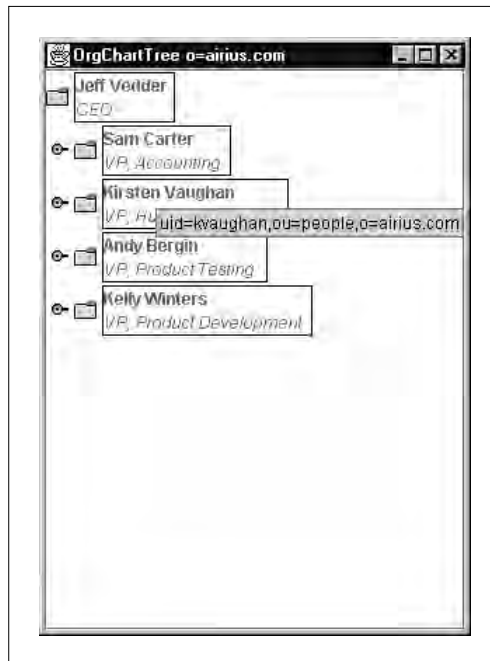 OrgChartTree o=airius.com
Jeff Vedder
CEO
Sam Carter
VP, Accounting
Kirsten Vaughan
VP, Hu
uid=kvaughan,ou=people,o=airius.com
Andy Bergin
VP, Product Testing
Kelly Winters
VP, Product Development